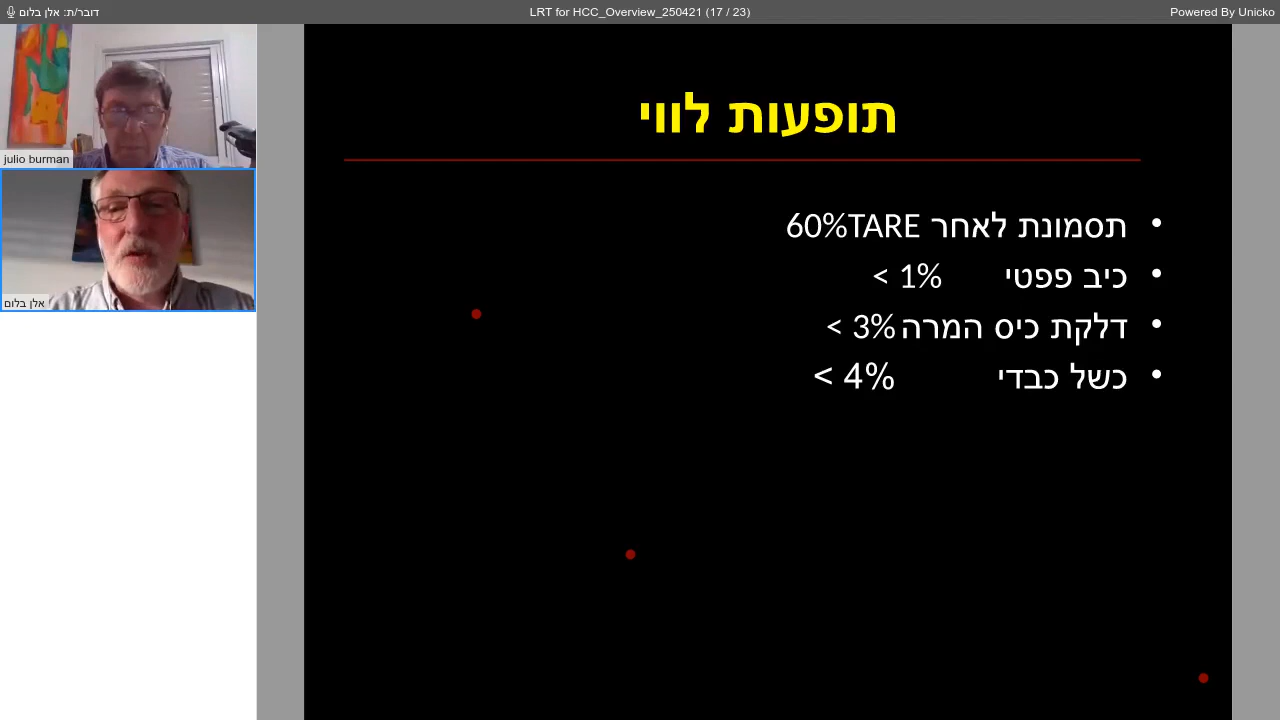 דובר/ת: אלן בלום
LRT for HCC_Overview_250421 (17 / 23)
Powered By Unicko
julio burman
אלן בלום
תופעות לווי
• תסמונת לאחר 60%TARE
• כיב פפטי < 1%
• דלקת כיס המרה < 3%
• כשל כבדי < 4%